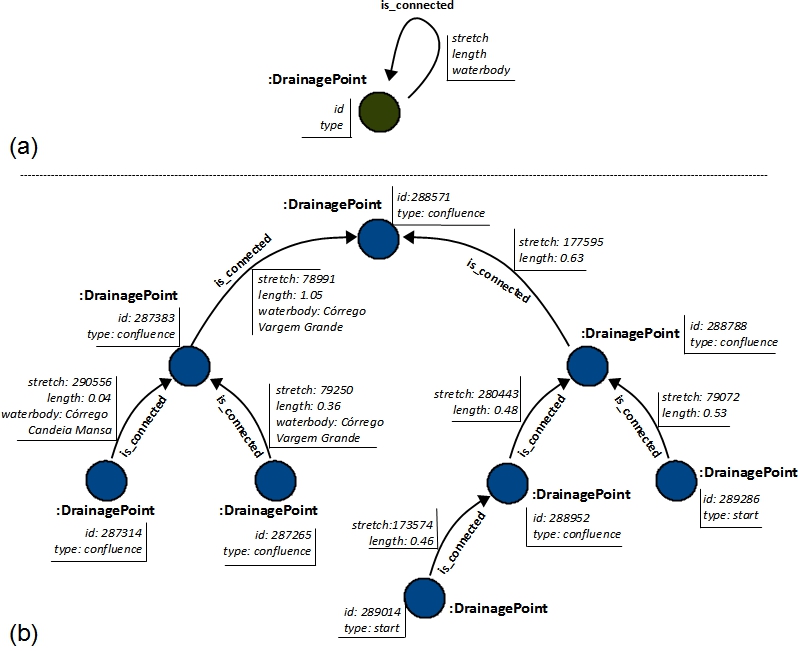 is_connected
stretch
length
waterbody
:DrainagePoint
id
type
(a)
:DrainagePoint
id:288571
type: confluence
is_connected
stretch: 78991
length: 1.05
waterbody: Córrego
Vargem Grande
is_connected
stretch: 177595
length: 0.63
:DrainagePoint
id: 287383
type: confluence
:DrainagePoint
id: 288788
type: confluence
stretch: 290556
length: 0.04
waterbody: Córrego
Candeia Mansa
is_connected
is_connected
stretch: 79250
length: 0.36
waterbody: Córrego
Vargem Grande
stretch: 280443
length: 0.48
is_connected
is_connected
stretch: 79072
length: 0.53
:DrainagePoint
id: 287314
type: confluence
:DrainagePoint
id: 287265
type: confluence
:DrainagePoint
id: 288952
type: confluence
:DrainagePoint
id: 289286
type: start
stretch:173574
length: 0.46
is_connected
id: 289014
type: start
:DrainagePoint
(b)